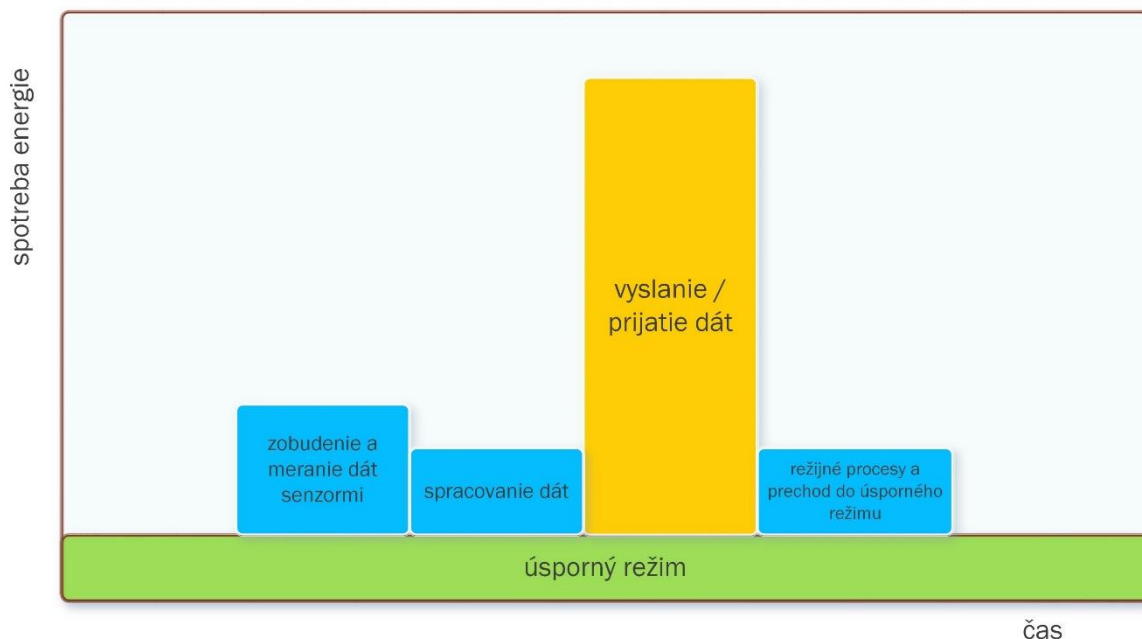 spotreba energie
zobudenie a
meranie dát
senzormi
spracovanie dát
vyslanie /
prijatie dát
režijné procesy a
prechod do úsporného
režimu
úsporný režim
čas